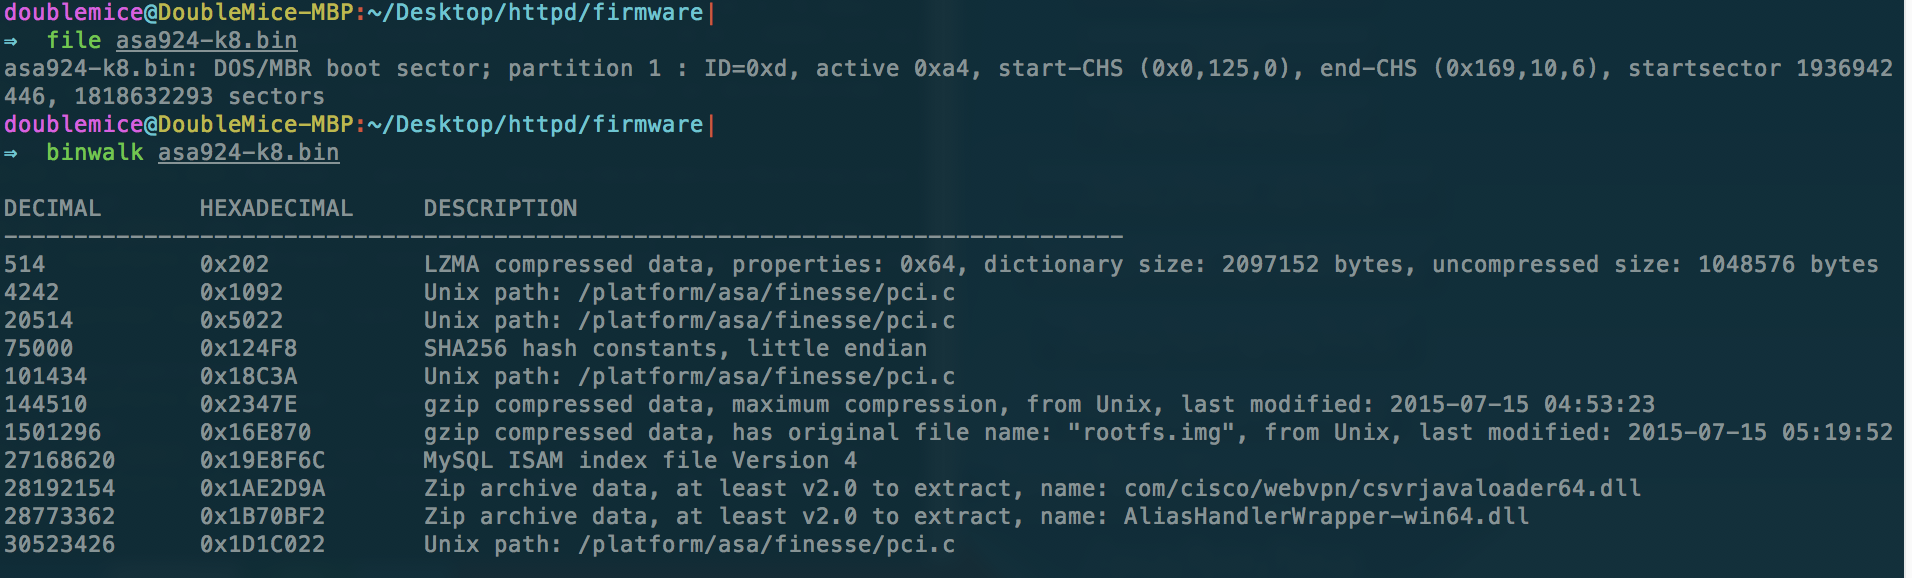 doublemice@DoubleMice-MBP:~/Desktop/httpd/firmware|
⇒  file asa924-k8.bin
asa924-k8.bin: DOS/MBR boot sector; partition 1 : ID=0xd, active 0xa4, start-CHS (0x0,125,0), end-CHS (0x169,10,6), startsector 1936942
446, 1818632293 sectors
doublemice@DoubleMice-MBP:~/Desktop/httpd/firmware|
⇒  binwalk asa924-k8.bin
DECIMAL       HEXADECIMAL     DESCRIPTION
--------------------------------------------------------------------------------
514           0x202           LZMA compressed data, properties: 0x64, dictionary size: 2097152 bytes, uncompressed size: 1048576 bytes
4242          0x1092          Unix path: /platform/asa/finesse/pci.c
20514         0x5022          Unix path: /platform/asa/finesse/pci.c
75000         0x124F8         SHA256 hash constants, little endian
101434        0x18C3A         Unix path: /platform/asa/finesse/pci.c
144510        0x2347E         gzip compressed data, maximum compression, from Unix, last modified: 2015-07-15 04:53:23
1501296       0x16E870        gzip compressed data, has original file name: "rootfs.img", from Unix, last modified: 2015-07-15 05:19:52
27168620      0x19E8F6C       MySQL ISAM index file Version 4
28192154      0x1AE2D9A       Zip archive data, at least v2.0 to extract, name: com/cisco/webvpn/csvrjavaloader64.dll
28773362      0x1B70BF2       Zip archive data, at least v2.0 to extract, name: AliasHandlerWrapper-win64.dll
30523426      0x1D1C022       Unix path: /platform/asa/finesse/pci.c